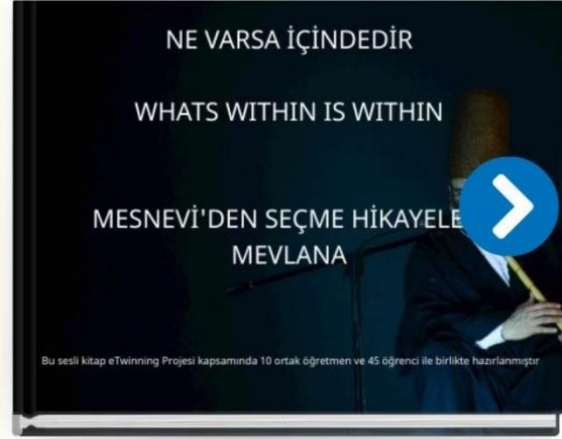 NE VARSA İÇİNDEDİR
WHATS WITHIN IS WITHIN
MESNEVİ'DEN SEÇME
MEVLANA
Bu sesli kitap eTwinning Projesi kapsamında 10 ortak öğretmen ve 45 öğrenci ile birlikte hazırlanmıştır